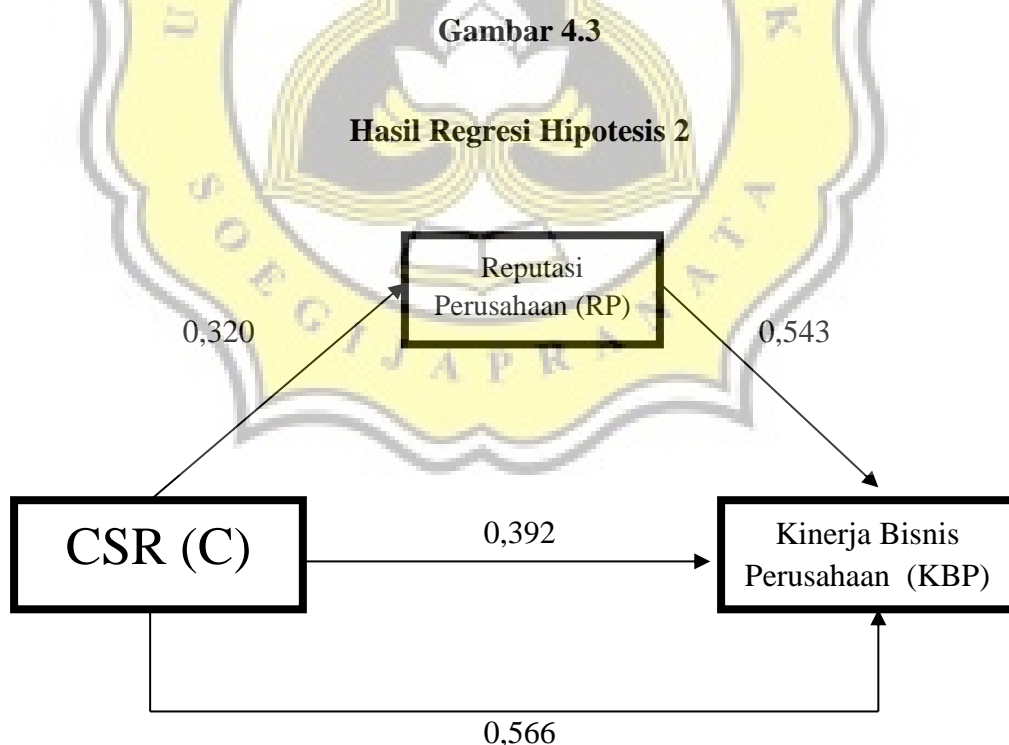 Gambar 4.3
Hasil Regresi Hipotesis 2
U
K
SOEGIJAPRANATA
Reputasi
Perusahaan (RP)
0,320
0,543
CSR (C)
0,392
Kinerja Bisnis
Perusahaan (KBP)
0,566